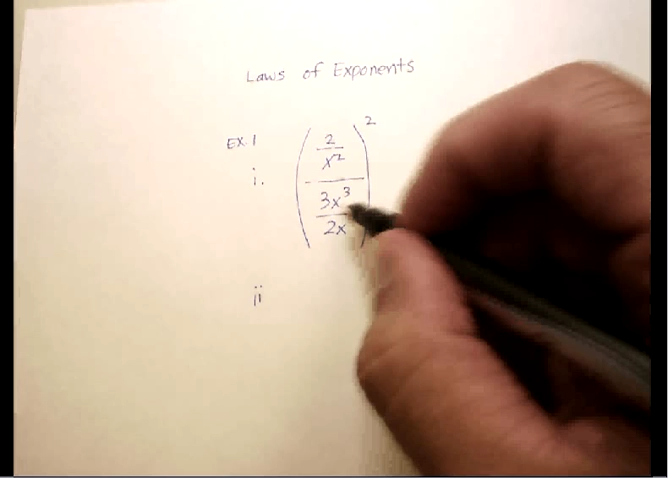 Laws of Exponents
Ex. 1
i. ((2/x²)/(3x³/2x))²
ii